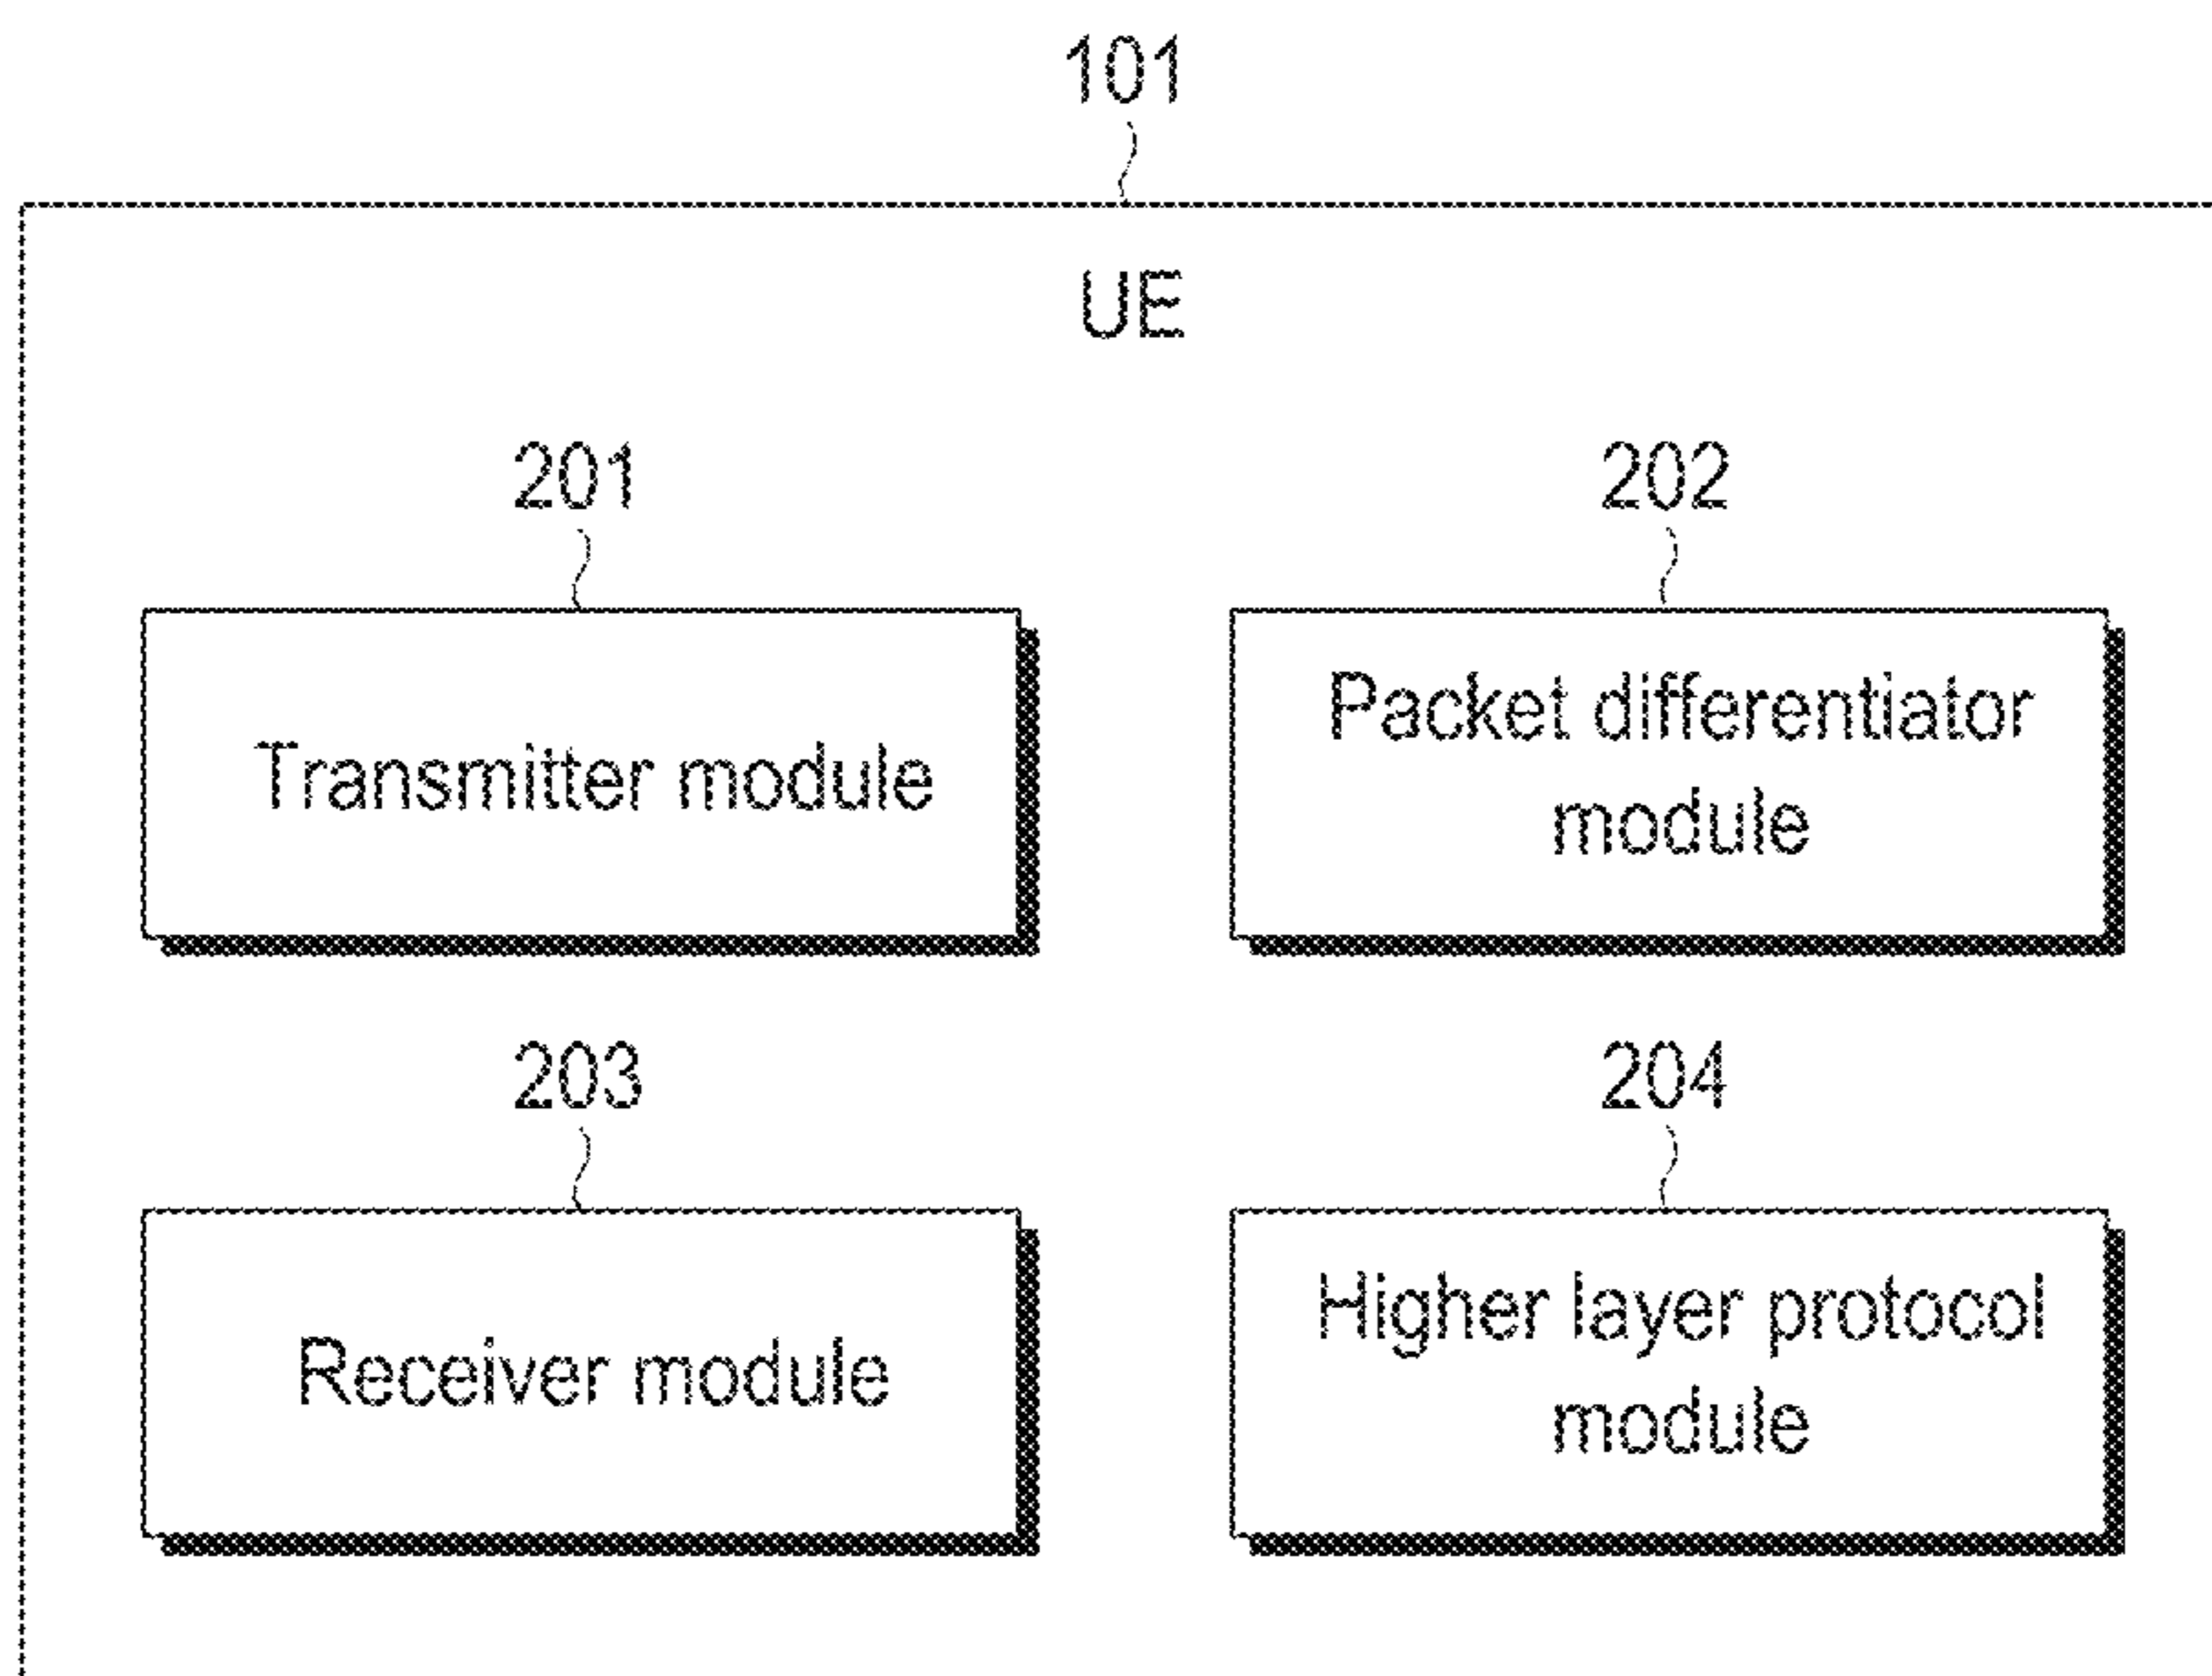 101
UE
201
202
Transmitter module
Packet differentiator
module
203
204
Receiver module
Higher layer protocol
module